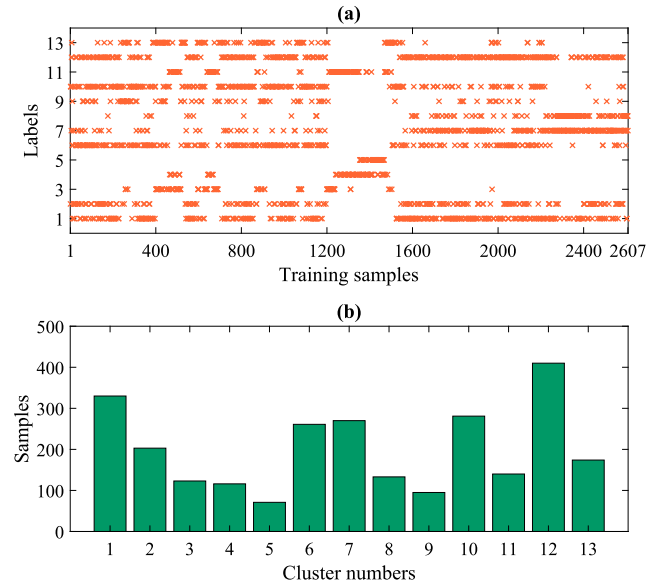 (a)
13
11
9
7
5
3
1
Labels
1 400 800 1200 1600 2000 2400 2607
Training samples
(b)
500
400
300
200
100
0
Samples
1 2 3 4 5 6 7 8 9 10 11 12 13
Cluster numbers